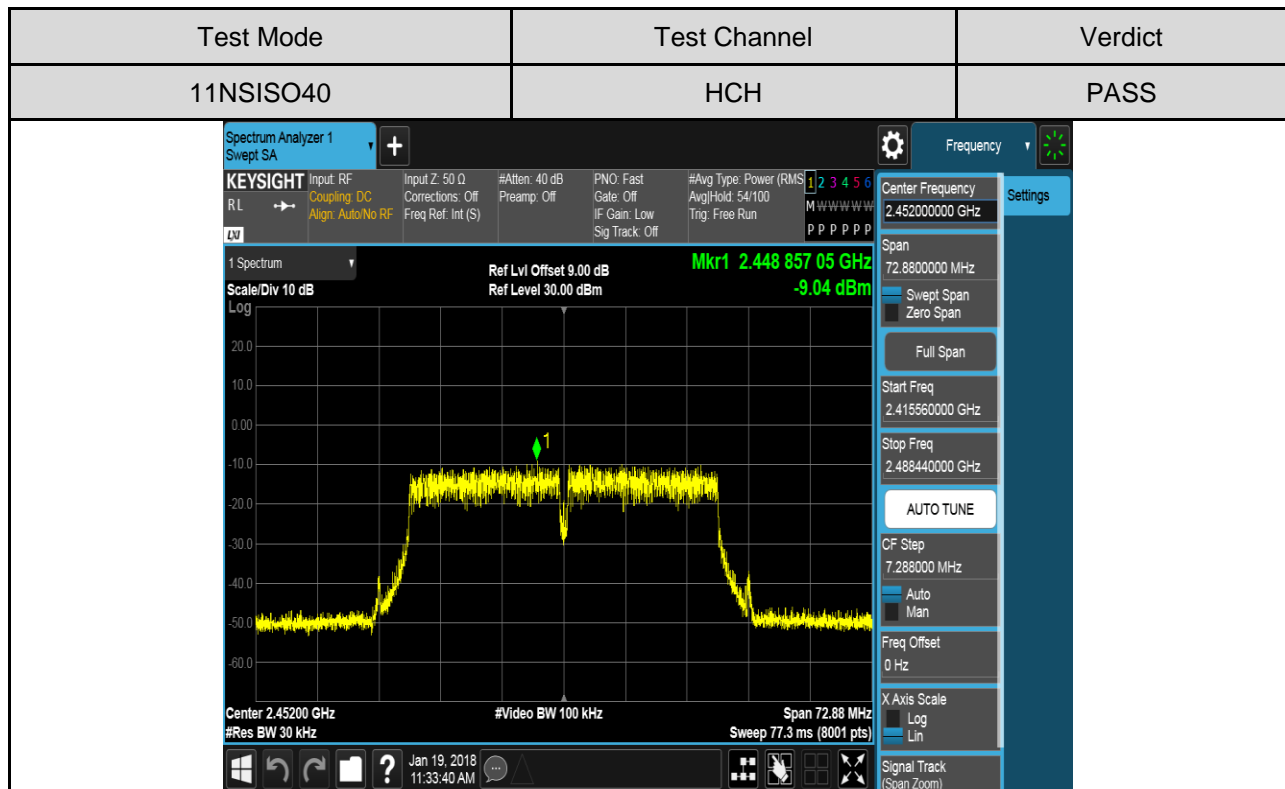 Test Mode Test Channel Verdict
11NSISO40 HCH PASS
Spectrum Analyzer 1
Swept SA
+
Frequency
KEYSIGHT
RL
LXI
Input: RF
Coupling: DC
Align: Auto/No RF
Input Z: 50 Ω
Corrections: Off
Freq Ref: Int (S)
#Atten: 40 dB
Preamp: Off
PNO: Fast
Gate: Off
IF Gain: Low
Sig Track: Off
#Avg Type: Power (RMS
Avg|Hold: 54/100
Trig: Free Run
1 2 3 4 5 6
M W W W W W
P P P P P P
1 Spectrum
Scale/Div 10 dB
Ref Lvl Offset 9.00 dB
Ref Level 30.00 dBm
Mkr1 2.448 857 05 GHz
-9.04 dBm
Log
20.0
10.0
0.00
-10.0
-20.0
-30.0
-40.0
-50.0
-60.0
1
Center 2.45200 GHz
#Res BW 30 kHz
#Video BW 100 kHz
Span 72.88 MHz
Sweep 77.3 ms (8001 pts)
?
Jan 19, 2018
11:33:40 AM
Center Frequency
2.452000000 GHz
Span
72.8800000 MHz
Swept Span
Zero Span
Full Span
Start Freq
2.415560000 GHz
Stop Freq
2.488440000 GHz
AUTO TUNE
CF Step
7.288000 MHz
Auto
Man
Freq Offset
0 Hz
X Axis Scale
Log
Lin
Signal Track
(Span Zoom)
Settings